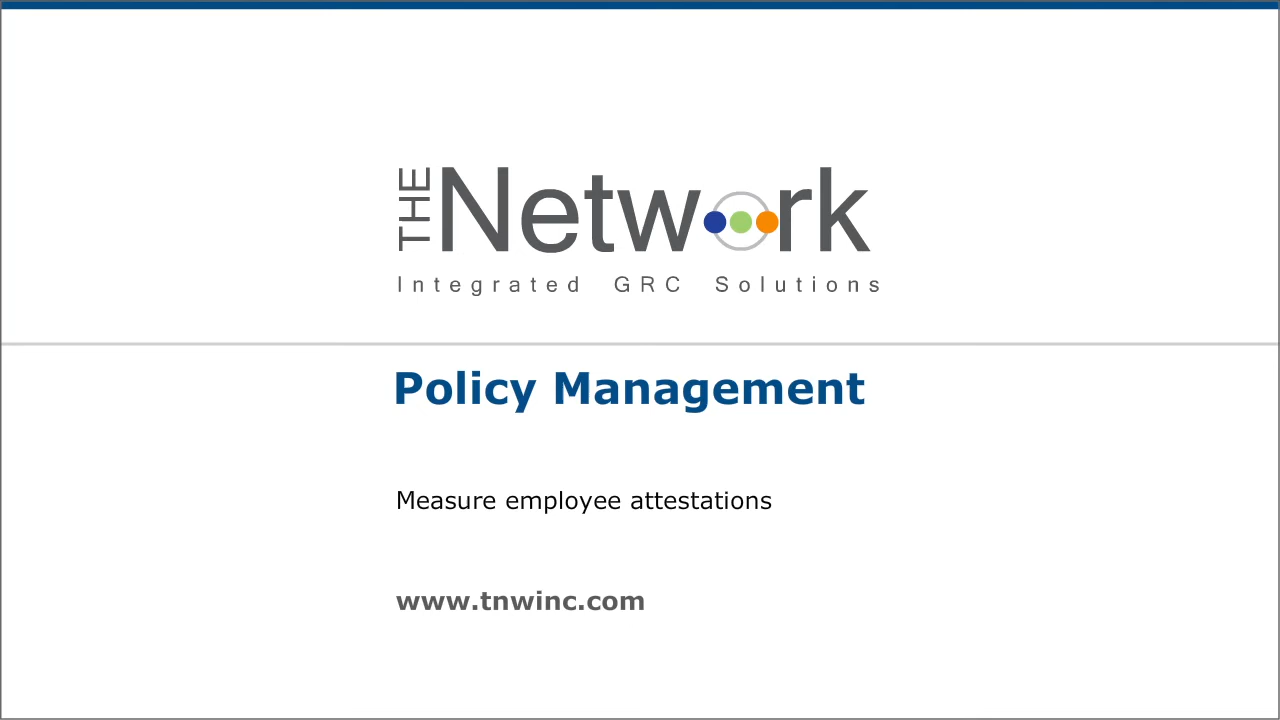 THE Network
Integrated GRC Solutions
Policy Management
Measure employee attestations
www.tnwinc.com